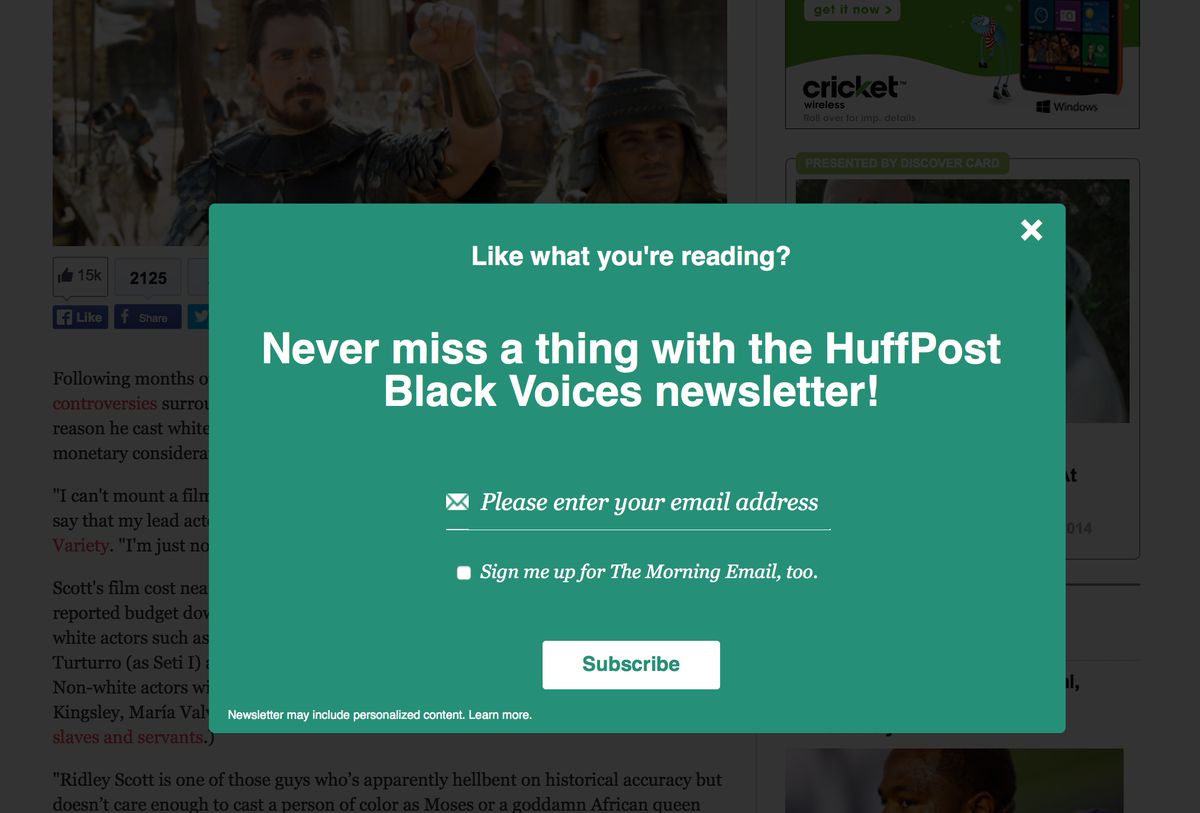 get it now >
cricket™
wireless
Roll over for imp. details
Windows
PRESENTED BY DISCOVER CARD
Like what you're reading?
Never miss a thing with the HuffPost
Black Voices newsletter!
Please enter your email address
Sign me up for The Morning Email, too.
Subscribe
Newsletter may include personalized content. Learn more.
15k
2125
Like
Share
Following months o
controversies surrou
reason he cast white
monetary considera
"I can't mount a film
say that my lead acto
Variety. "I'm just no
Scott's film cost nea
reported budget dow
white actors such as
Turturro (as Seti I) a
Non-white actors wi
Kingsley, María Valv
slaves and servants.)
"Ridley Scott is one of those guys who's apparently hellbent on historical accuracy but
doesn't care enough to cast a person of color as Moses or a goddamn African queen
At
014
al,